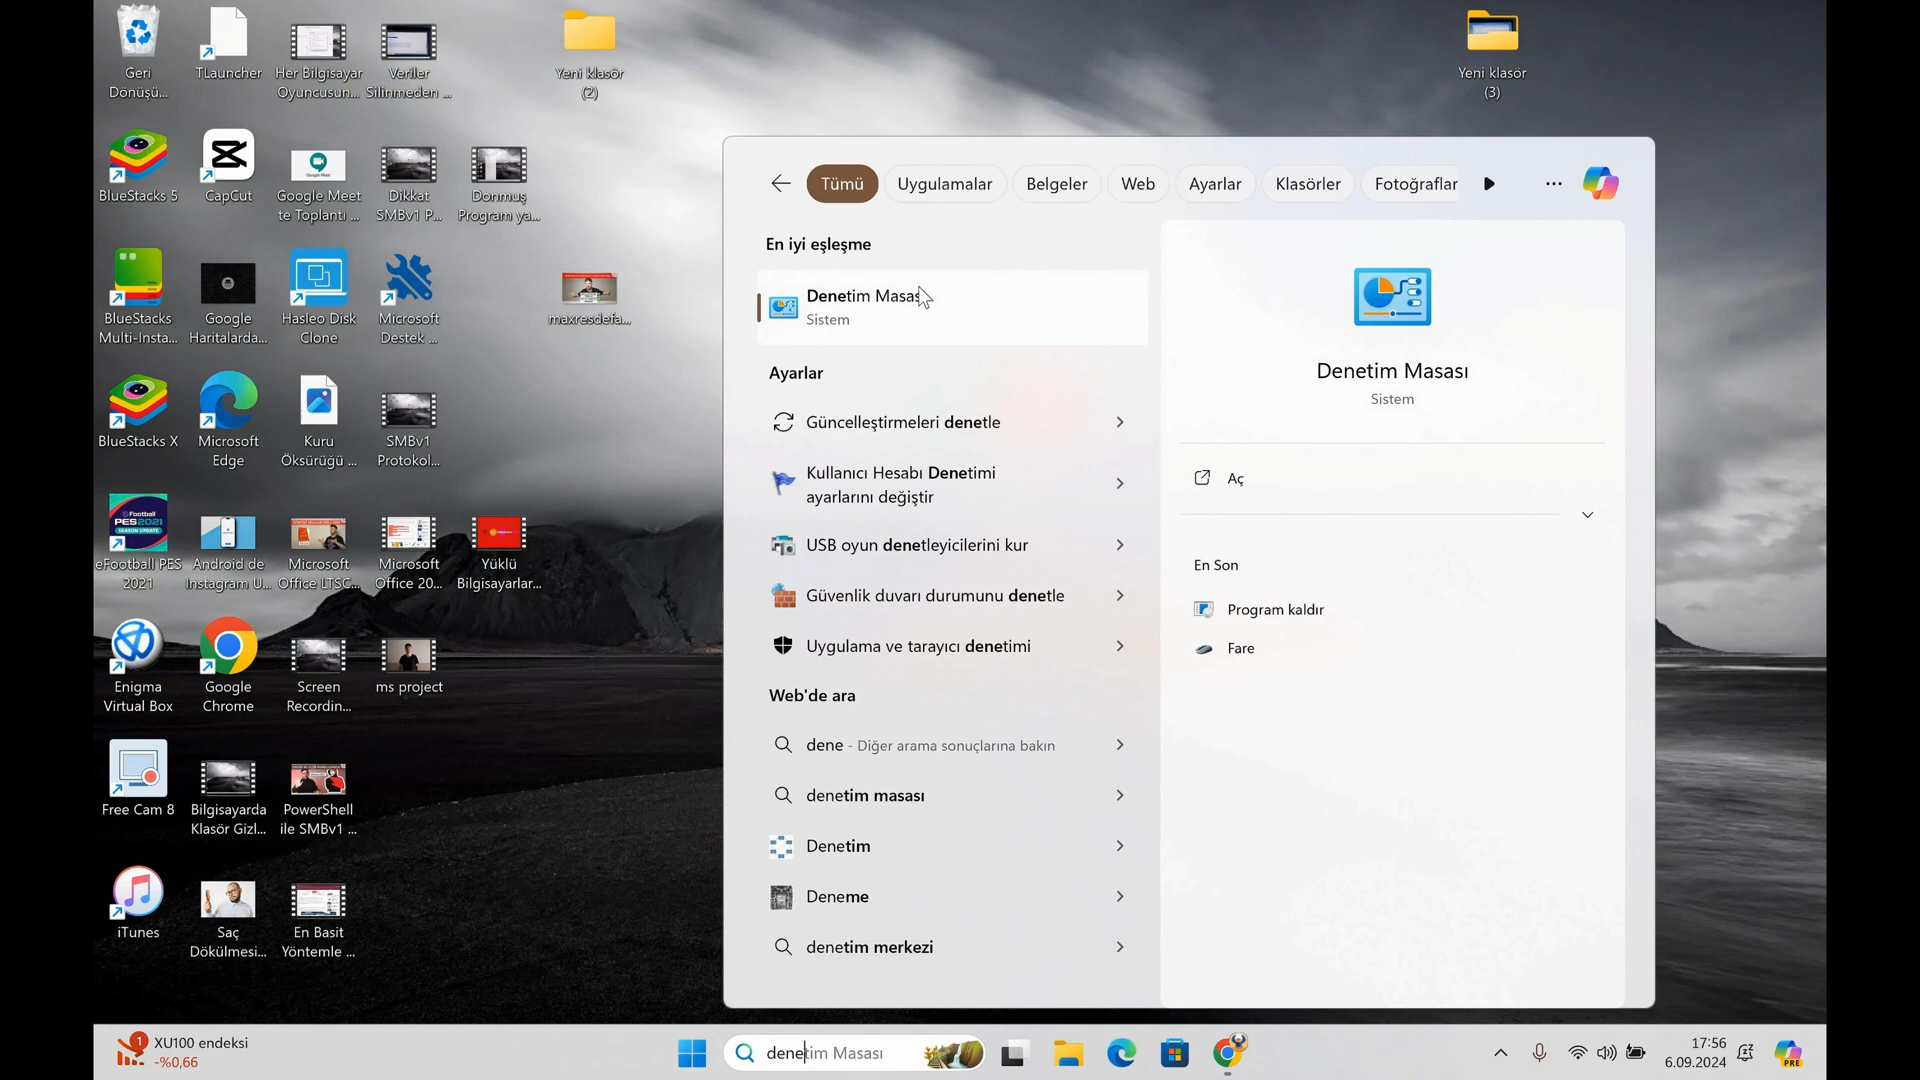 Geri
Dönüşü...
TLauncher
Her Bilgisayar
Oyuncusun...
Veriler
Silinmeden ...
Yeni klasör
(2)
Yeni klasör
(3)
BlueStacks 5
CapCut
Google Meet
te Toplantı ...
Dikkat
SMBv1 P...
Donmuş
Program ya...
BlueStacks
Multi-Insta...
Google
Haritalarda...
Hasleo Disk
Clone
Microsoft
Destek ...
maxresdefa...
BlueStacks X
Microsoft
Edge
Kuru
Öksürüğü ...
SMBv1
Protokol...
eFootball PES
2021
Android de
Instagram U...
Microsoft
Office LTSC...
Microsoft
Office 20...
Yüklü
Bilgisayarlar...
Enigma
Virtual Box
Google
Chrome
Screen
Recordin...
ms project
Free Cam 8
Bilgisayarda
Klasör Gizl...
PowerShell
ile SMBv1 ...
iTunes
Saç
Dökülmesi...
En Basit
Yöntemle ...
Tümü
Uygulamalar
Belgeler
Web
Ayarlar
Klasörler
Fotoğraflar
En iyi eşleşme
Denetim Masası
Sistem
Ayarlar
Güncelleştirmeleri denetle
Kullanıcı Hesabı Denetimi
ayarlarını değiştir
USB oyun denetleyicilerini kur
Güvenlik duvarı durumunu denetle
Uygulama ve tarayıcı denetimi
Web'de ara
dene - Diğer arama sonuçlarına bakın
denetim masası
Denetim
Deneme
denetim merkezi
Denetim Masası
Sistem
Aç
En Son
Program kaldır
Fare
1
XU100 endeksi
-%0,66
denetim Masası
17:56
6.09.2024
PRE